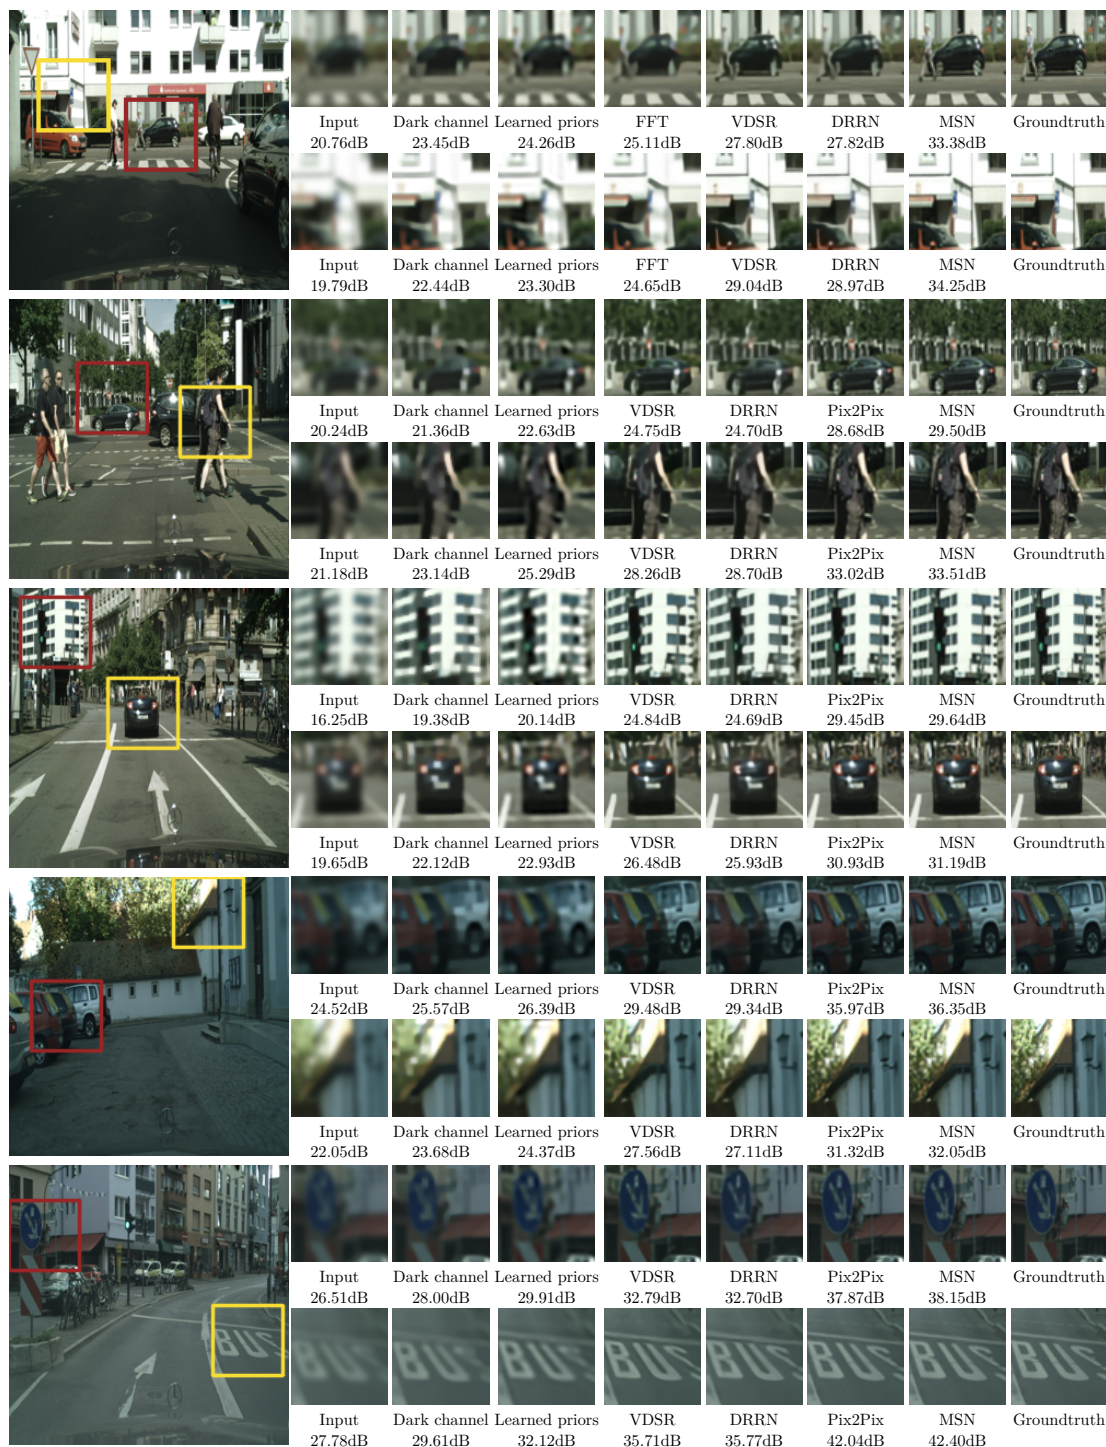 Input Dark channel Learned priors FFT VDSR DRRN MSN Groundtruth
20.76dB 23.45dB 24.26dB 25.11dB 27.80dB 27.82dB 33.38dB
Input Dark channel Learned priors FFT VDSR DRRN MSN Groundtruth
19.79dB 22.44dB 23.30dB 24.65dB 29.04dB 28.97dB 34.25dB
Input Dark channel Learned priors VDSR DRRN Pix2Pix MSN Groundtruth
20.24dB 21.36dB 22.63dB 24.75dB 24.70dB 28.68dB 29.50dB
Input Dark channel Learned priors VDSR DRRN Pix2Pix MSN Groundtruth
21.18dB 23.14dB 25.29dB 28.26dB 28.70dB 33.02dB 33.51dB
Input Dark channel Learned priors VDSR DRRN Pix2Pix MSN Groundtruth
16.25dB 19.38dB 20.14dB 24.84dB 24.69dB 29.45dB 29.64dB
Input Dark channel Learned priors VDSR DRRN Pix2Pix MSN Groundtruth
19.65dB 22.12dB 22.93dB 26.48dB 25.93dB 30.93dB 31.19dB
Input Dark channel Learned priors VDSR DRRN Pix2Pix MSN Groundtruth
24.52dB 25.57dB 26.39dB 29.48dB 29.34dB 35.97dB 36.35dB
Input Dark channel Learned priors VDSR DRRN Pix2Pix MSN Groundtruth
22.05dB 23.68dB 24.37dB 27.56dB 27.11dB 31.32dB 32.05dB
Input Dark channel Learned priors VDSR DRRN Pix2Pix MSN Groundtruth
26.51dB 28.00dB 29.91dB 32.79dB 32.70dB 37.87dB 38.15dB
BUS
Input Dark channel Learned priors VDSR DRRN Pix2Pix MSN Groundtruth
27.78dB 29.61dB 32.12dB 35.71dB 35.77dB 42.04dB 42.40dB